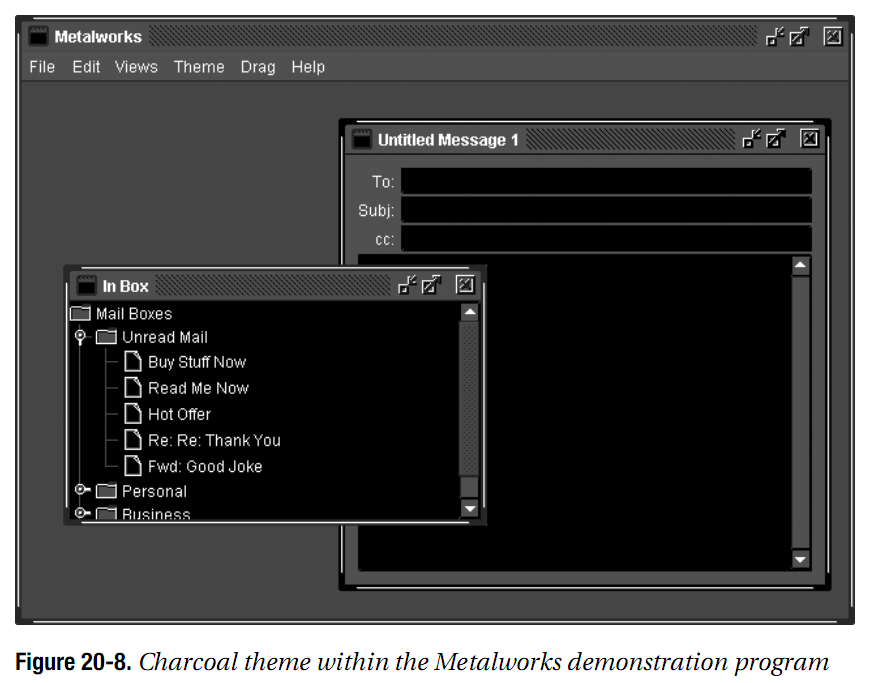 Metalworks
File Edit Views Theme Drag Help
Untitled Message 1
To:
Subj:
cc:
In Box
Mail Boxes
Unread Mail
Buy Stuff Now
Read Me Now
Hot Offer
Re: Re: Thank You
Fwd: Good Joke
Personal
Business
Figure 20-8. Charcoal theme within the Metalworks demonstration program